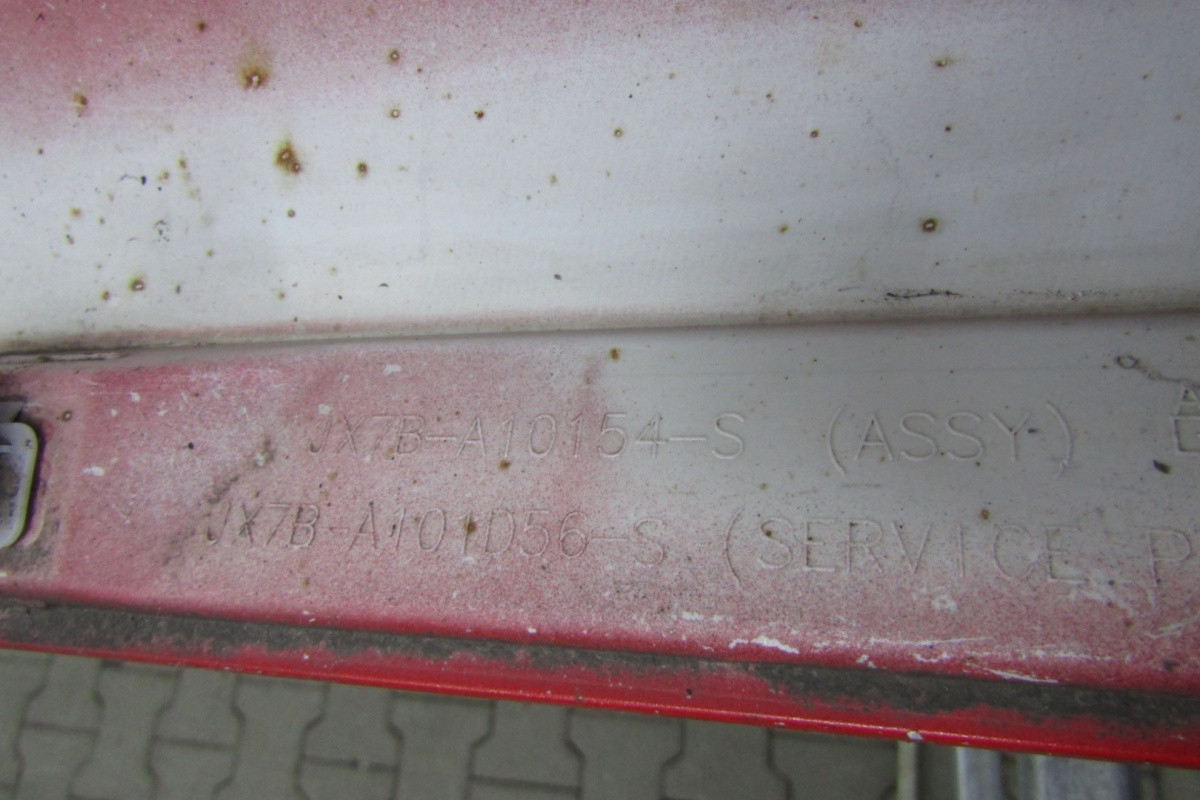 JX7B-A10154-S (ASSY)
JX7B-A101D56-S (SERVICE P